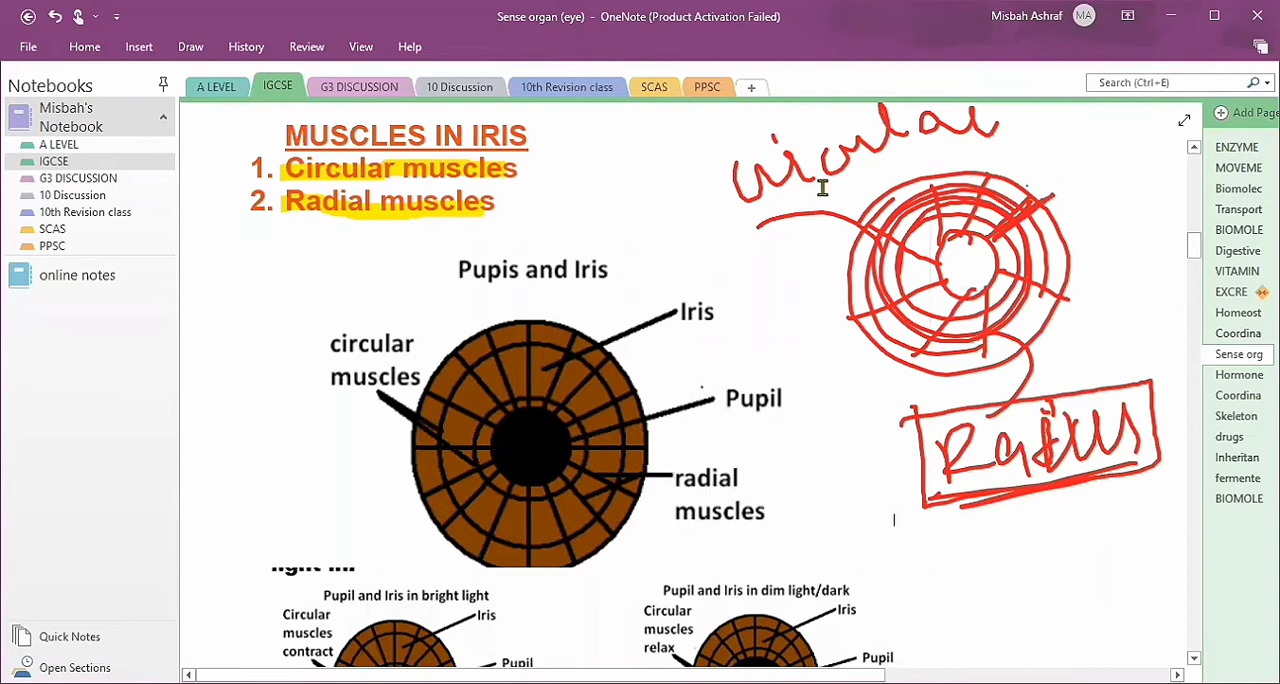 Sense organ (eye) - OneNote (Product Activation Failed)
Misbah Ashraf
MA
File Home Insert Draw History Review View Help
Notebooks
Misbah's
Notebook
A LEVEL
IGCSE
G3 DISCUSSION
10 Discussion
10th Revision class
SCAS
PPSC
online notes
Quick Notes
Open Sections
A LEVEL IGCSE G3 DISCUSSION 10 Discussion 10th Revision class SCAS PPSC +
Search (Ctrl+E)
MUSCLES IN IRIS
1. Circular muscles
2. Radial muscles
circular
Radius
Pupis and Iris
Iris
circular
muscles
Pupil
radial
muscles
light in.
Pupil and Iris in bright light
Circular
muscles
contract
Iris
Pupil
Pupil and Iris in dim light/dark
Circular
muscles
relax
Iris
Pupil
Add Page
ENZYME
MOVEME
Biomolec
Transport
BIOMOLE
Digestive
VITAMIN
EXCRE
Homeost
Coordina
Sense org
Hormone
Coordina
Skeleton
drugs
Inheritan
fermente
BIOMOLE